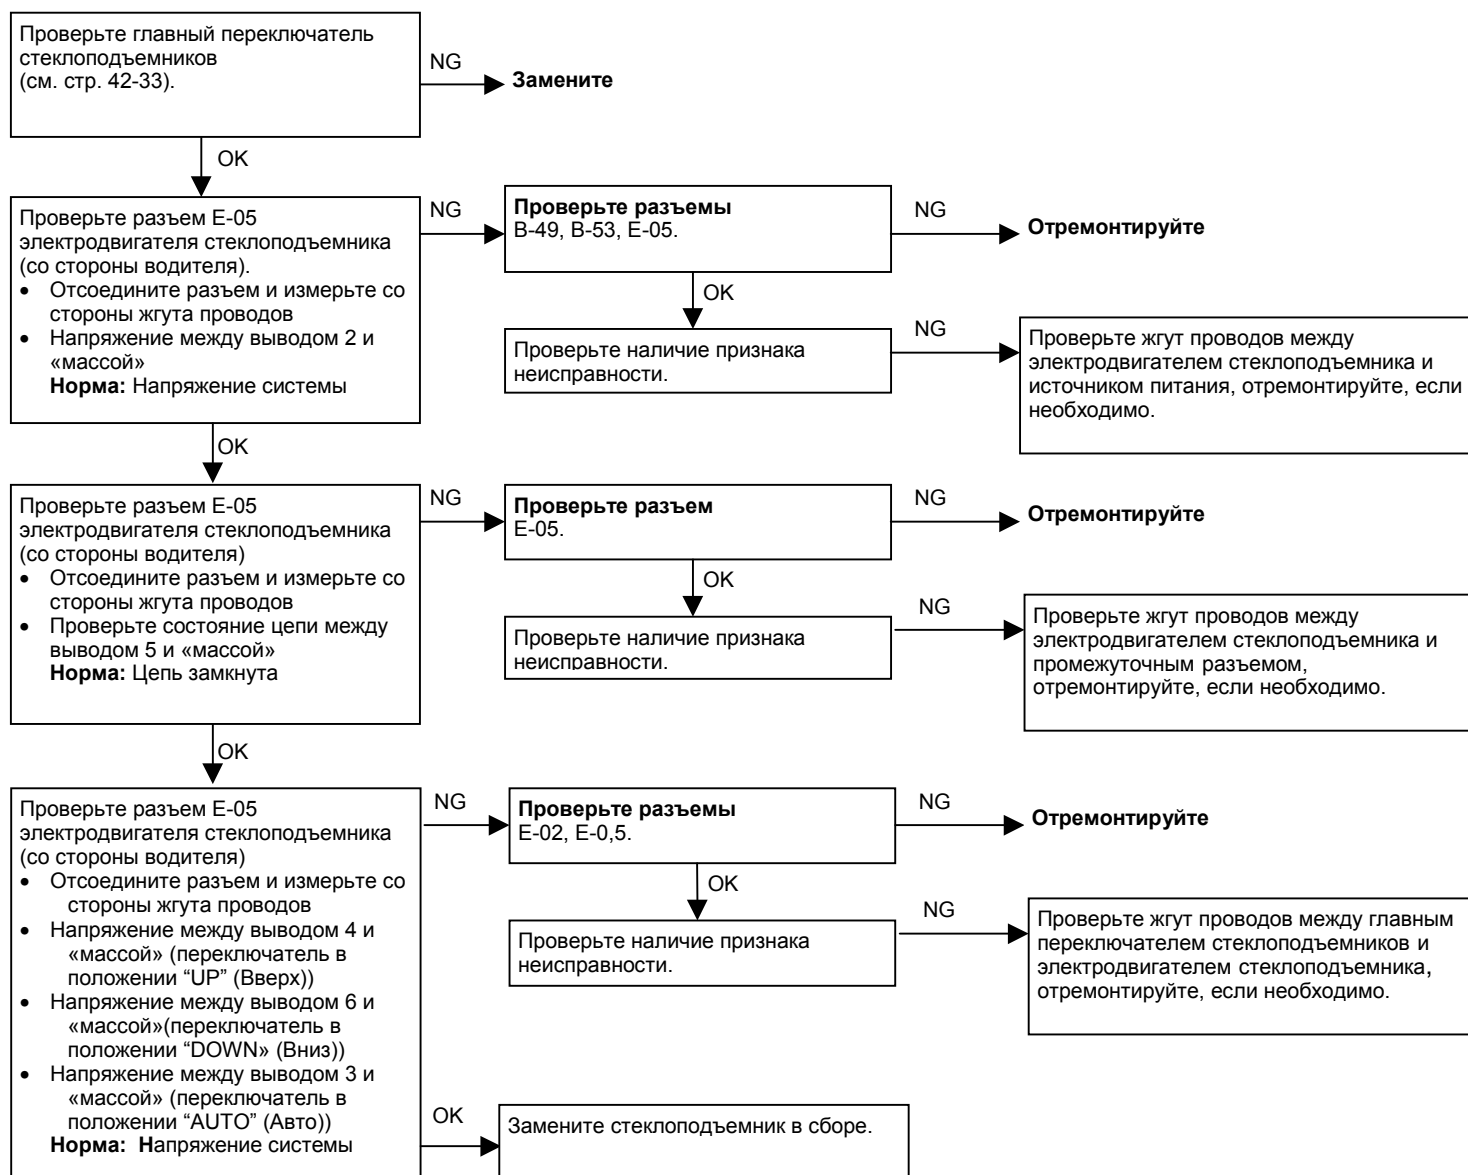 Проверьте главный переключатель
стеклоподъемников
(см. стр. 42-33).
NG
Замените
OK
Проверьте разъем E-05
электродвигателя стеклоподъемника
(со стороны водителя).
• Отсоедините разъем и измерьте со
стороны жгута проводов
• Напряжение между выводом 2 и
«массой»
Норма: Напряжение системы
NG
Проверьте разъемы
B-49, B-53, E-05.
NG
Отремонтируйте
OK
Проверьте наличие признака
неисправности.
NG
Проверьте жгут проводов между
электродвигателем стеклоподъемника и
источником питания, отремонтируйте, если
необходимо.
OK
Проверьте разъем E-05
электродвигателя стеклоподъемника
(со стороны водителя)
• Отсоедините разъем и измерьте со
стороны жгута проводов
• Проверьте состояние цепи между
выводом 5 и «массой»
Норма: Цепь замкнута
NG
Проверьте разъем
E-05.
NG
Отремонтируйте
OK
Проверьте наличие признака
неисправности.
NG
Проверьте жгут проводов между
электродвигателем стеклоподъемника и
промежуточным разъемом,
отремонтируйте, если необходимо.
OK
Проверьте разъем E-05
электродвигателя стеклоподъемника
(со стороны водителя)
• Отсоедините разъем и измерьте со
стороны жгута проводов
• Напряжение между выводом 4 и
«массой» (переключатель в
положении “UP” (Вверх))
• Напряжение между выводом 6 и
«массой»(переключатель в
положении “DOWN» (Вниз))
• Напряжение между выводом 3 и
«массой» (переключатель в
положении “AUTO” (Авто))
Норма: Напряжение системы
NG
Проверьте разъемы
E-02, E-0,5.
NG
Отремонтируйте
OK
Проверьте наличие признака
неисправности.
NG
Проверьте жгут проводов между главным
переключателем стеклоподъемников и
электродвигателем стеклоподъемника,
отремонтируйте, если необходимо.
OK
Замените стеклоподъемник в сборе.